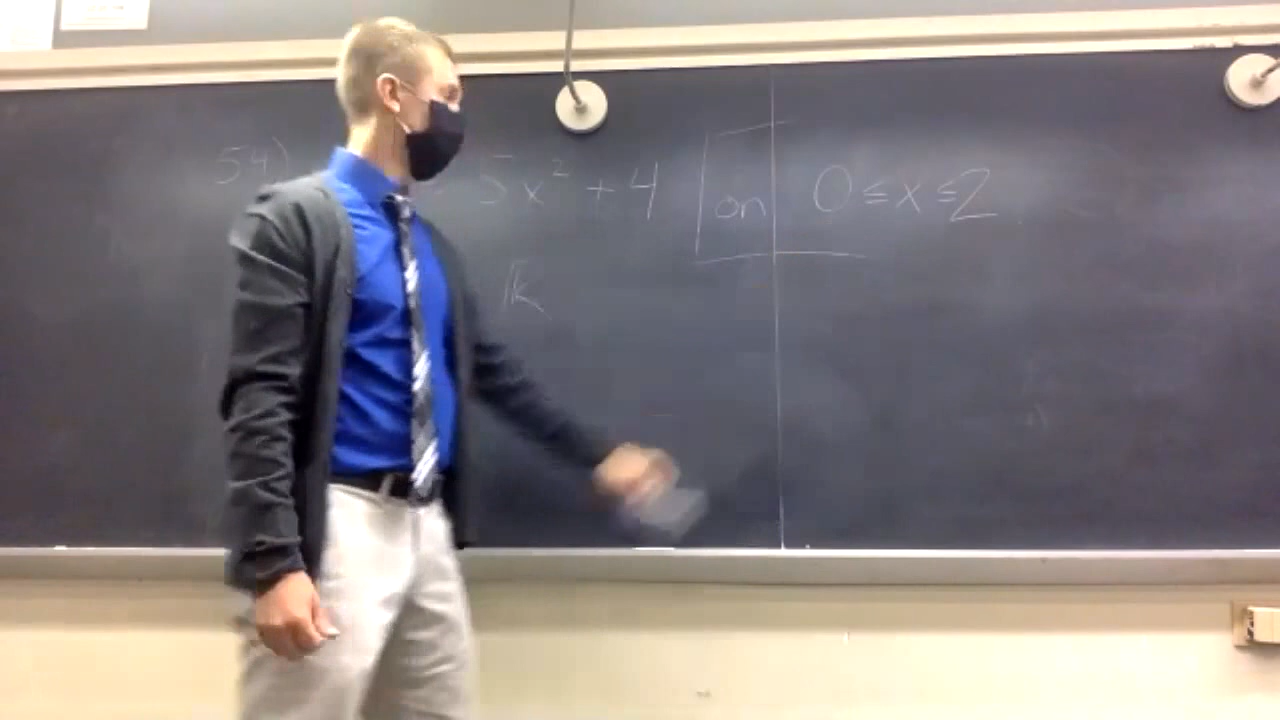 54) - 5x² + 4 on 0 ≤ x ≤ 2